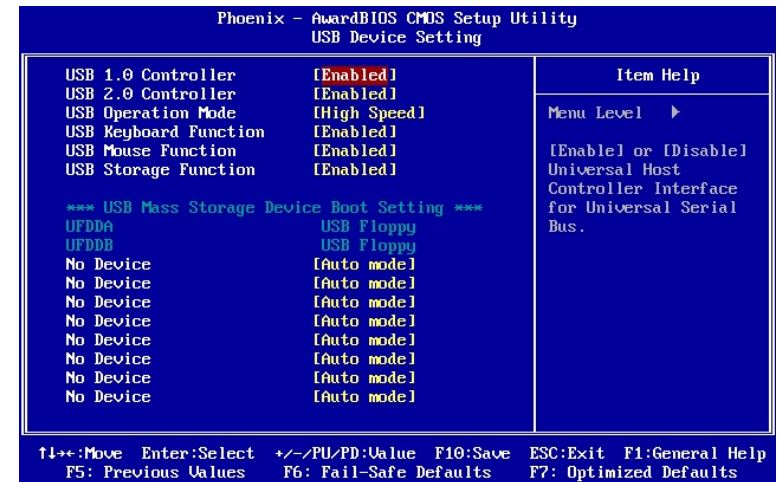 Phoenix - AwardBIOS CMOS Setup Utility
USB Device Setting
USB 1.0 Controller [Enabled]
USB 2.0 Controller [Enabled]
USB Operation Mode [High Speed]
USB Keyboard Function [Enabled]
USB Mouse Function [Enabled]
USB Storage Function [Enabled]
*** USB Mass Storage Device Boot Setting ***
UFDDA USB Floppy
UFDDB USB Floppy
No Device [Auto mode]
No Device [Auto mode]
No Device [Auto mode]
No Device [Auto mode]
No Device [Auto mode]
No Device [Auto mode]
No Device [Auto mode]
No Device [Auto mode]
Item Help
Menu Level ▶
[Enable] or [Disable]
Universal Host
Controller Interface
for Universal Serial
Bus.
↑↓→←:Move Enter:Select +/-/PU/PD:Value F10:Save ESC:Exit F1:General Help
F5: Previous Values F6: Fail-Safe Defaults F7: Optimized Defaults